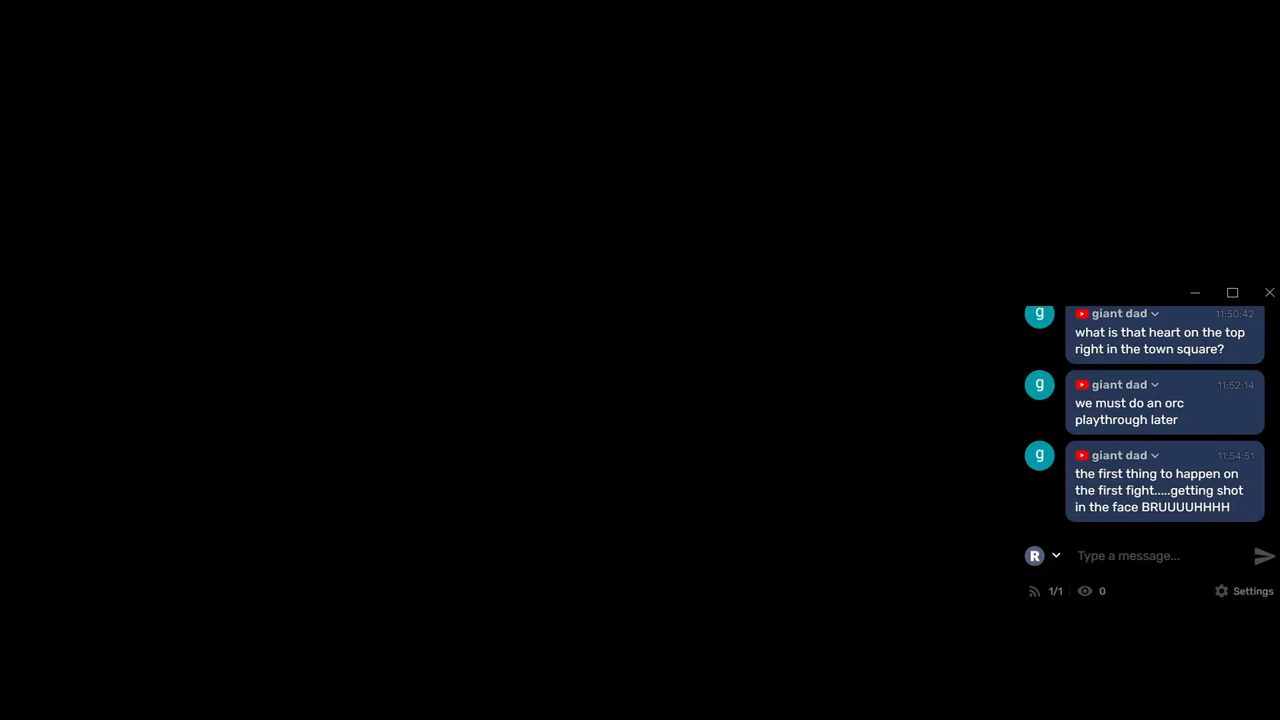 giant dad 11:50:42
what is that heart on the top
right in the town square?
giant dad 11:52:14
we must do an orc
playthrough later
giant dad 11:54:51
the first thing to happen on
the first fight.....getting shot
in the face BRUUUUHHHH
R Type a message...
1/1 0 Settings
g
g
g